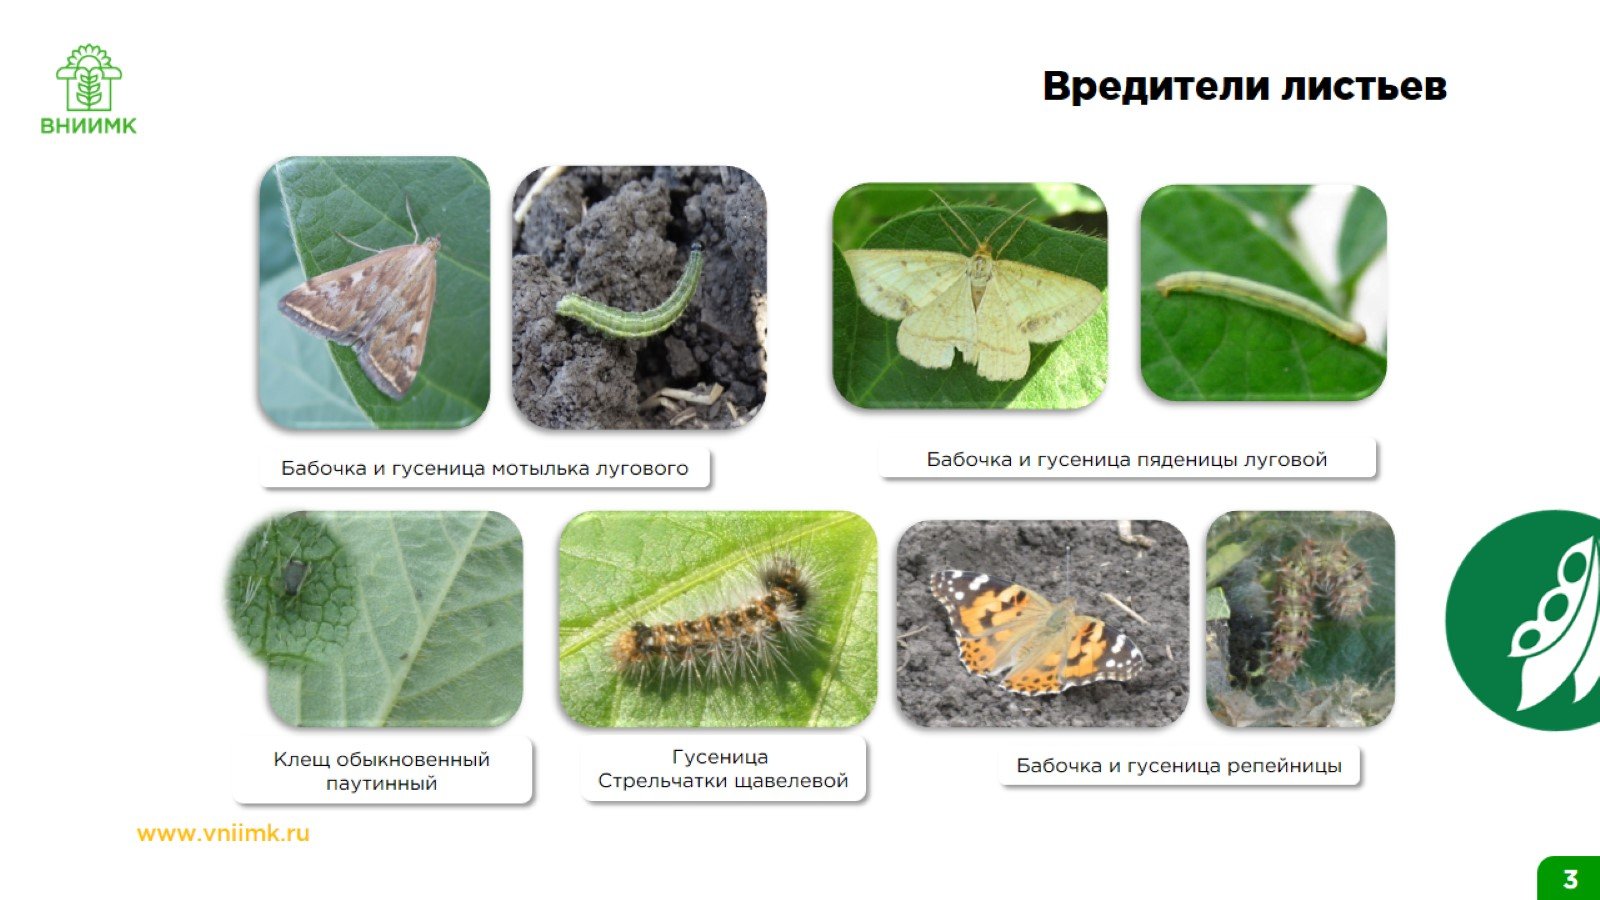 ВНИИМК
Вредители листьев
Бабочка и гусеница мотылька лугового
Бабочка и гусеница пяденицы луговой
Клещ обыкновенный
паутинный
Гусеница
Стрельчатки щавелевой
Бабочка и гусеница репейницы
www.vniimk.ru
3